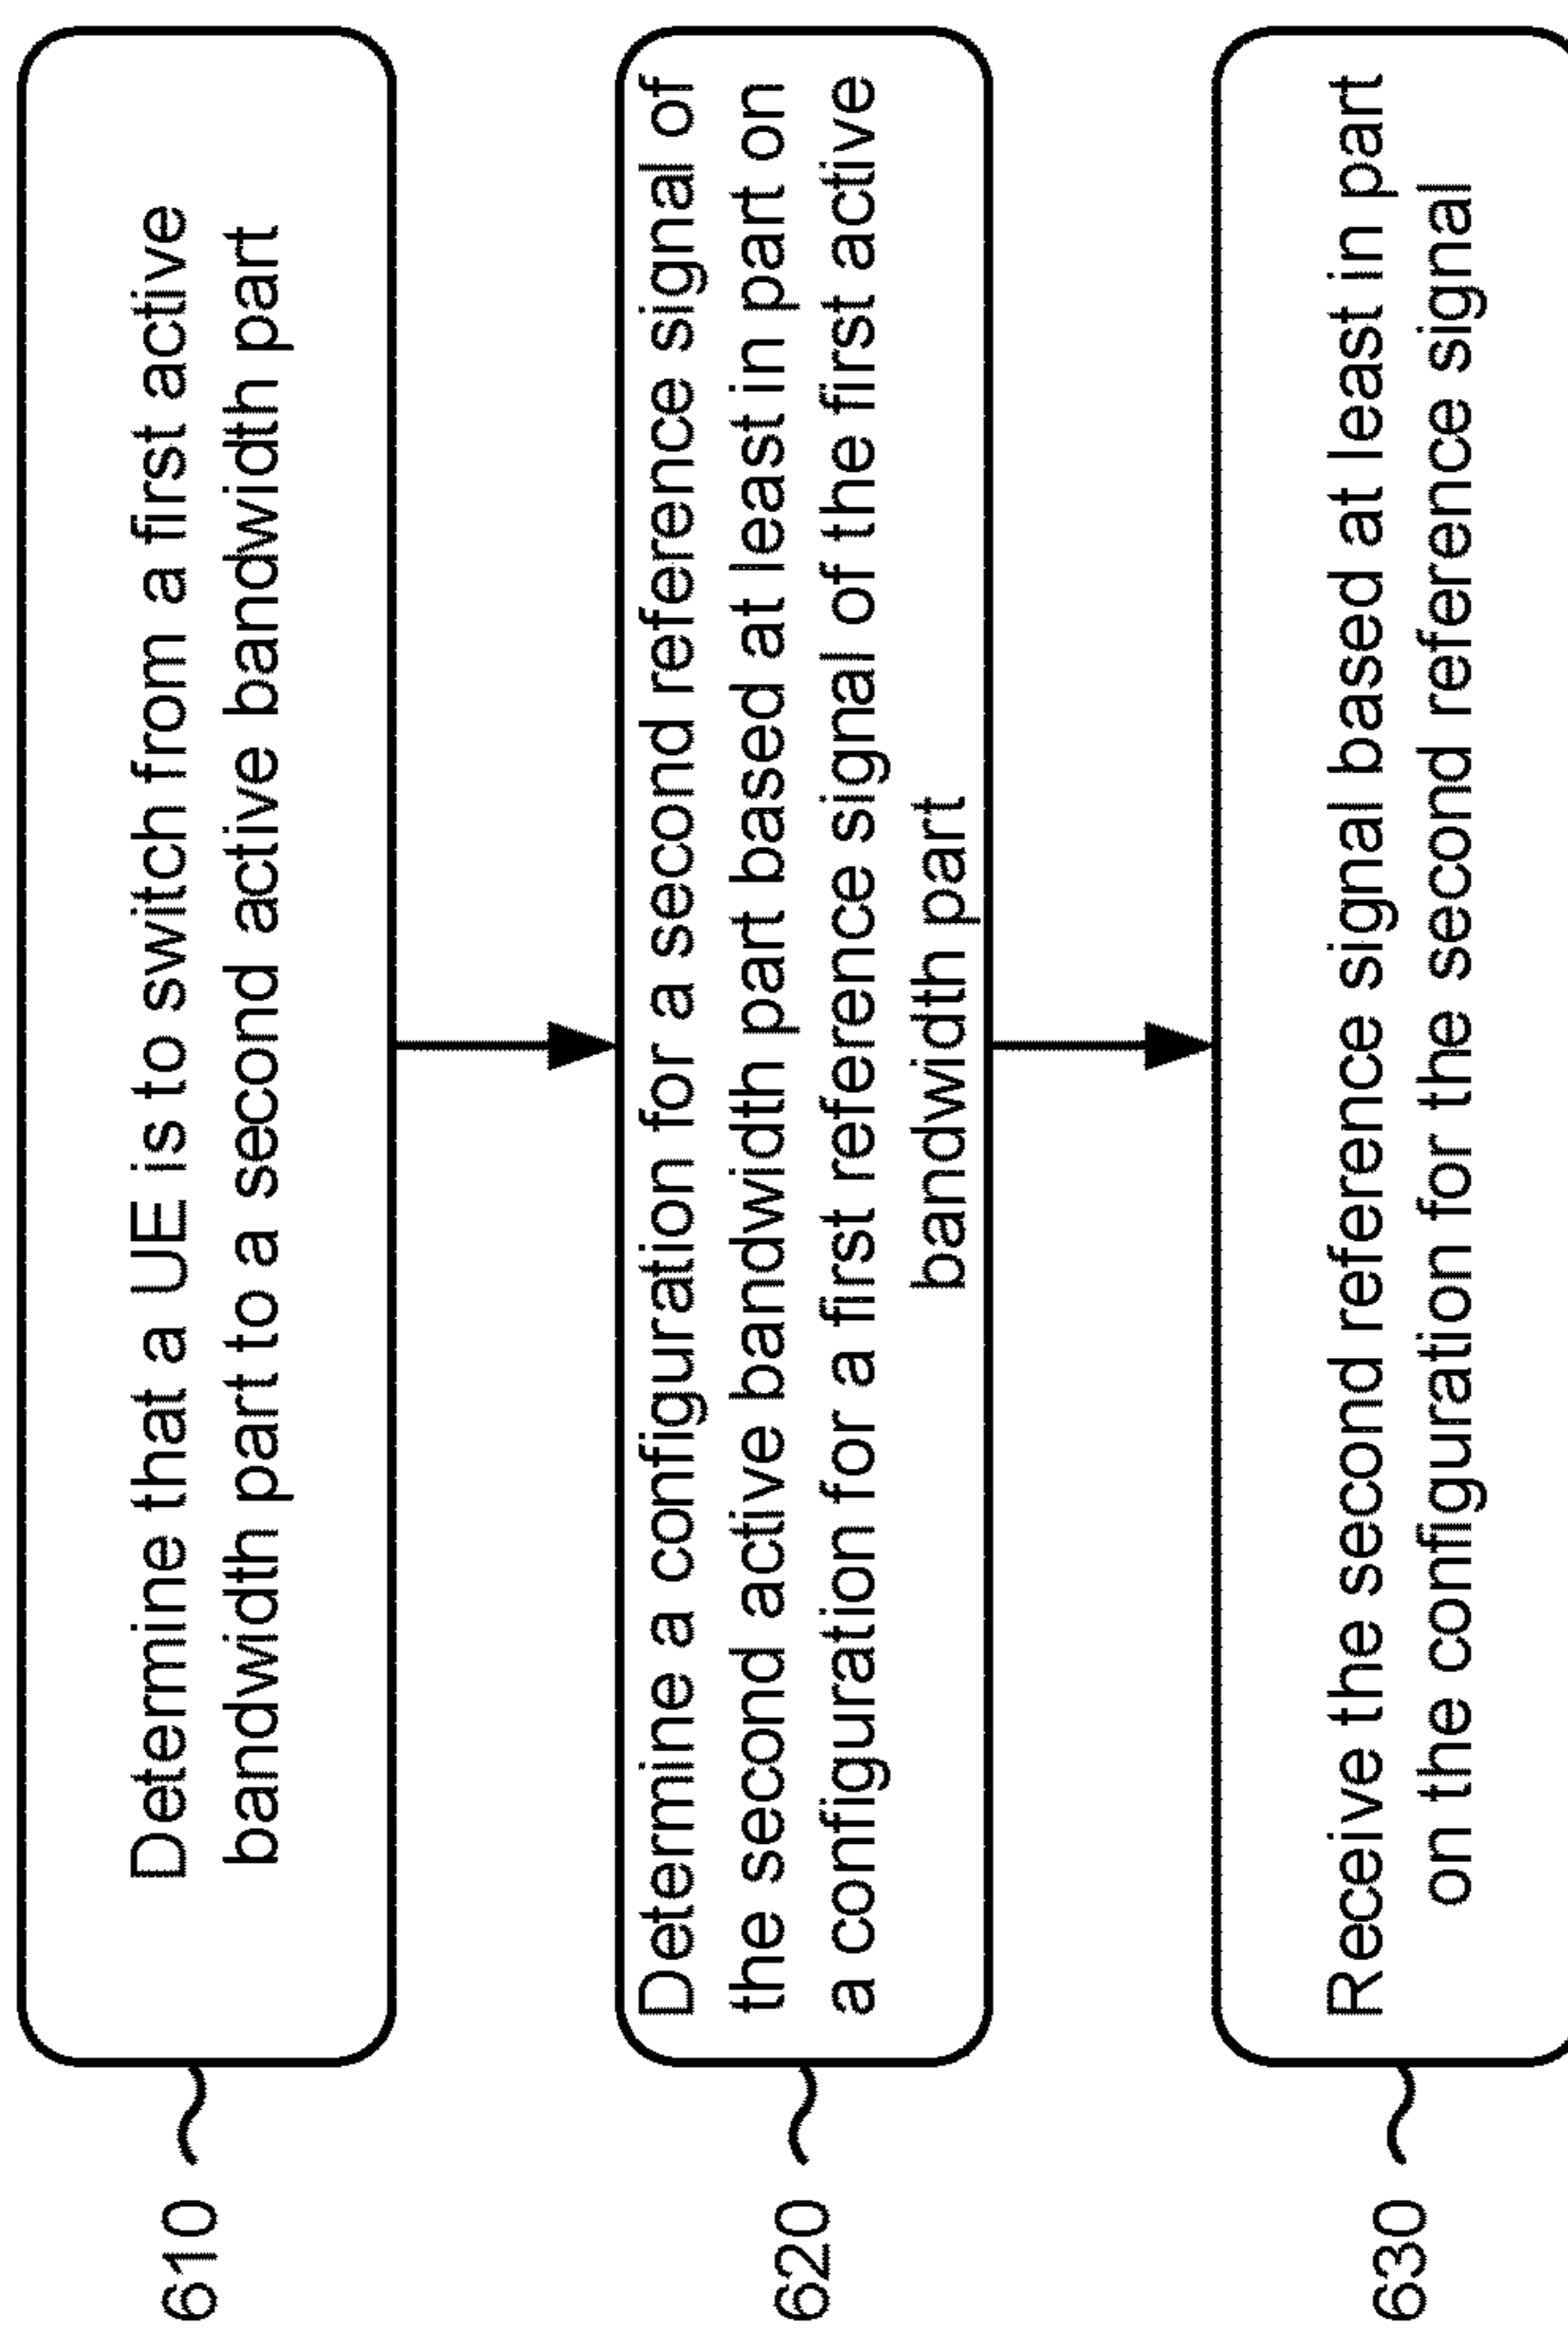 610
Determine that a UE is to switch from a first active
bandwidth part to a second active bandwidth part
620
Determine a configuration for a second reference signal of
the second active bandwidth part based at least in part on
a configuration for a first reference signal of the first active
bandwidth part
630
Receive the second reference signal based at least in part
on the configuration for the second reference signal